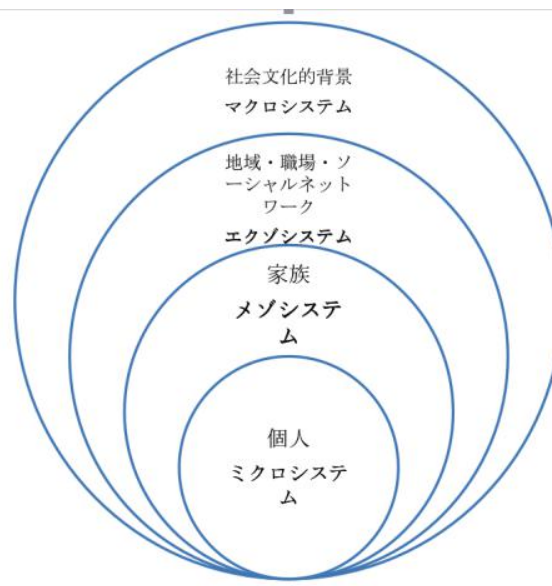 社会文化的背景
マクロシステム
地域・職場・ソ
ーシャルネット
ワーク
エクゾシステム
家族
メゾシステ
ム
個人
ミクロシステ
ム